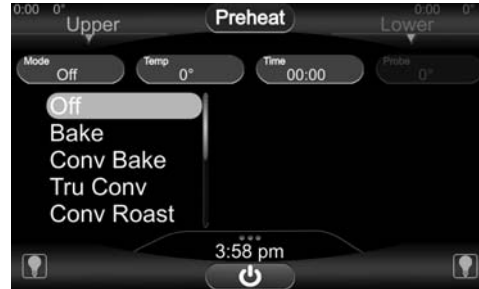 0:00 0° Upper Preheat 0:00 0° Lower
Mode Off Temp 0° Time 00:00 Probe 0°
Off
Bake
Conv Bake
Tru Conv
Conv Roast
3:58 pm